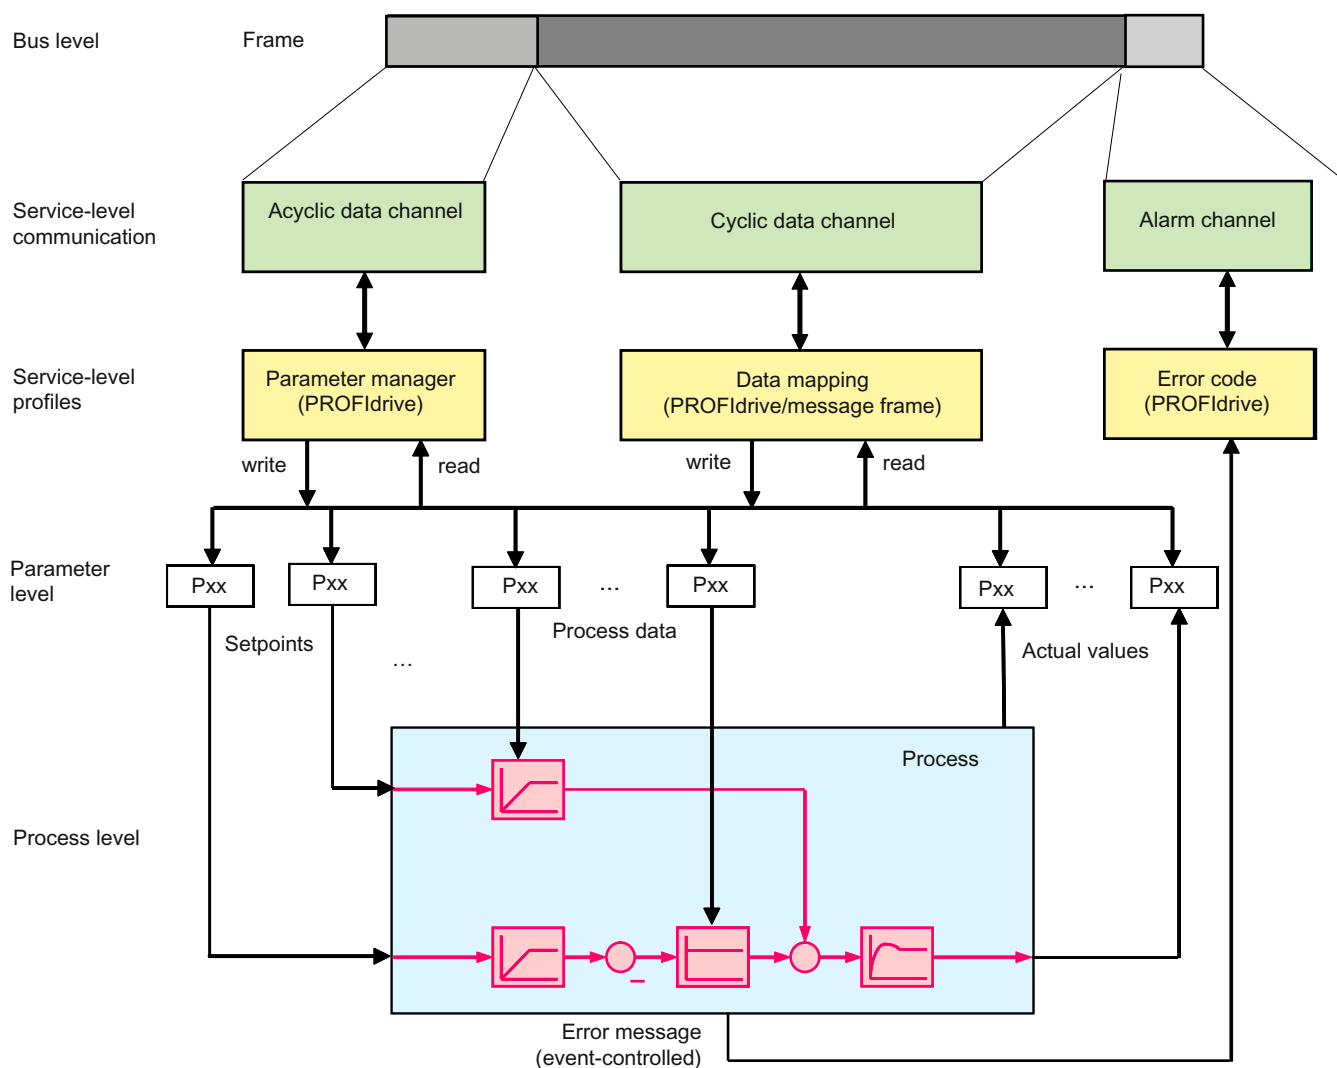 Bus level
Frame
Service-level
communication
Acyclic data channel
Cyclic data channel
Alarm channel
Service-level
profiles
Parameter manager
(PROFIdrive)
Data mapping
(PROFIdrive/message frame)
Error code
(PROFIdrive)
write
read
write
read
Parameter
level
Pxx
Pxx
Pxx
...
Pxx
Pxx
...
Pxx
Setpoints
...
Process data
Actual values
Process
Process level
Error message
(event-controlled)